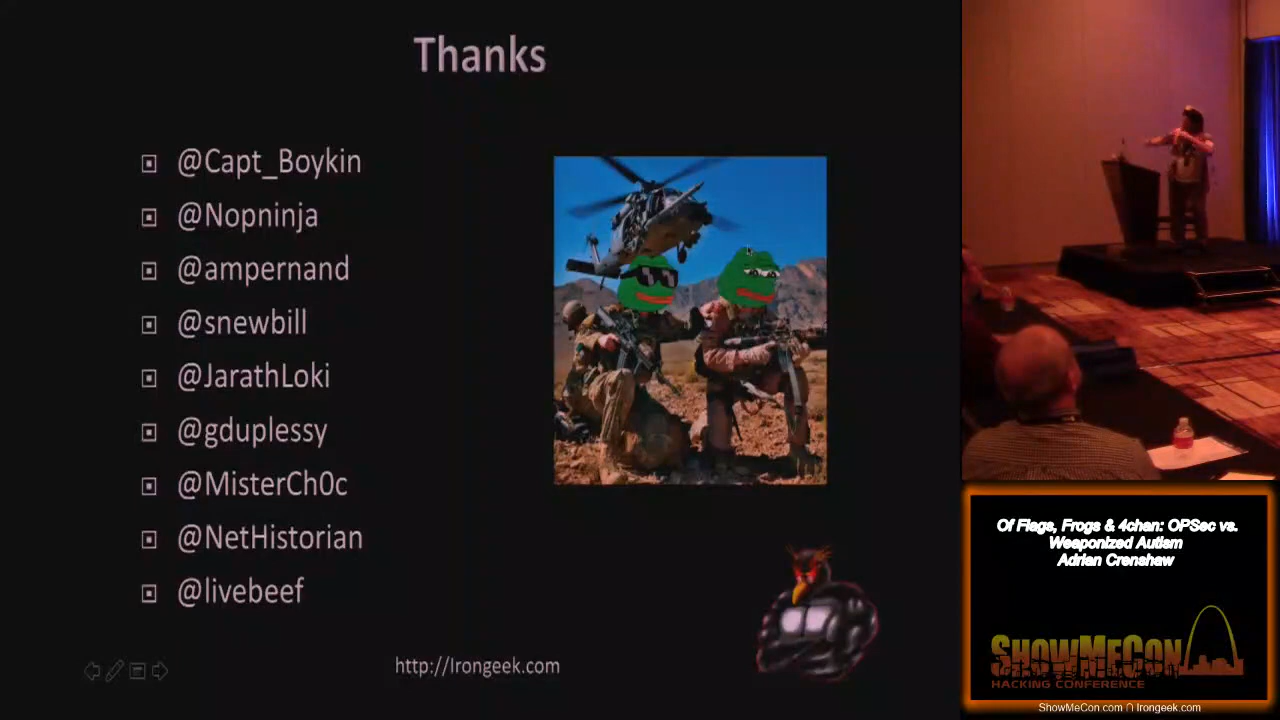 Thanks
@Capt_Boykin
@Nopninja
@ampernand
@snewbill
@JarathLoki
@gduplessy
@MisterCh0c
@NetHistorian
@livebeef
http://Irongeek.com
Of Flags, Frogs & 4chan: OPSec vs.
Weaponized Autism
Adrian Crenshaw
ShowMeCon
HACKING CONFERENCE
ShowMeCon.com ∩ Irongeek.com